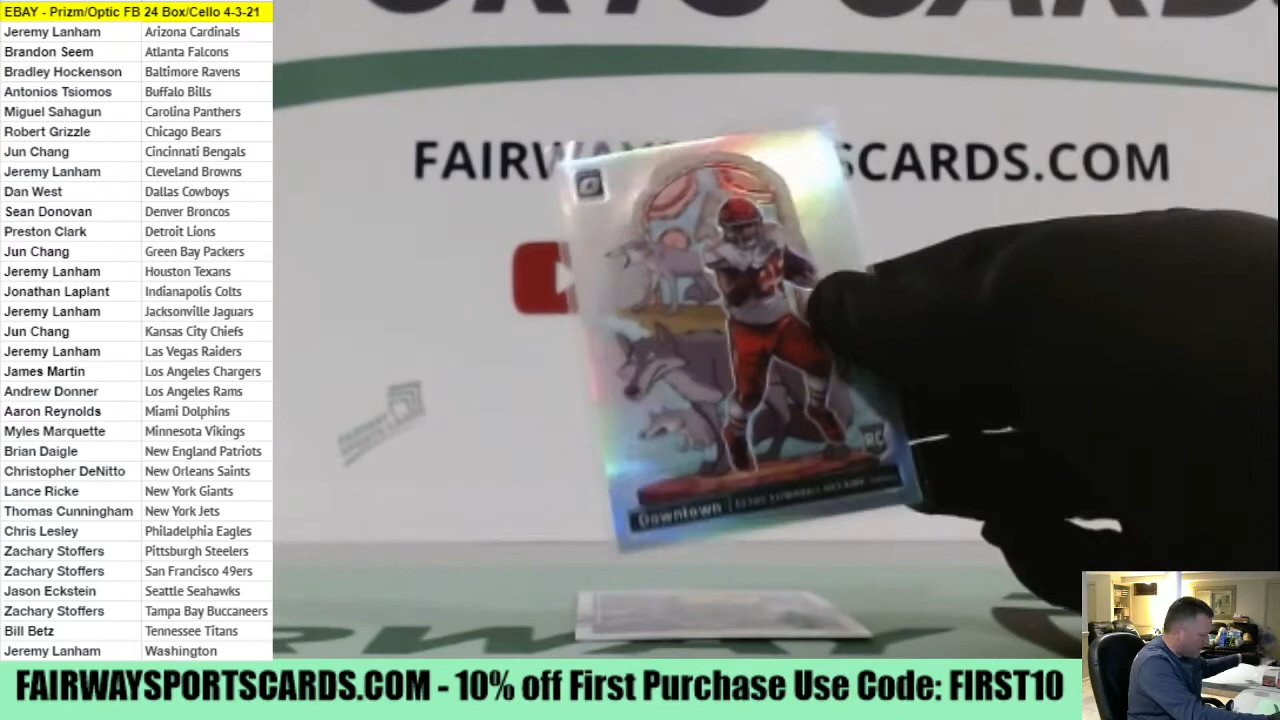 EBAY - Prizm/Optic FB 24 Box/Cello 4-3-21
Jeremy Lanham Arizona Cardinals
Brandon Seem Atlanta Falcons
Bradley Hockenson Baltimore Ravens
Antonios Tsiomos Buffalo Bills
Miguel Sahagun Carolina Panthers
Robert Grizzle Chicago Bears
Jun Chang Cincinnati Bengals
Jeremy Lanham Cleveland Browns
Dan West Dallas Cowboys
Sean Donovan Denver Broncos
Preston Clark Detroit Lions
Jun Chang Green Bay Packers
Jeremy Lanham Houston Texans
Jonathan Laplant Indianapolis Colts
Jeremy Lanham Jacksonville Jaguars
Jun Chang Kansas City Chiefs
Jeremy Lanham Las Vegas Raiders
James Martin Los Angeles Chargers
Andrew Donner Los Angeles Rams
Aaron Reynolds Miami Dolphins
Myles Marquette Minnesota Vikings
Brian Daigle New England Patriots
Christopher DeNitto New Orleans Saints
Lance Ricke New York Giants
Thomas Cunningham New York Jets
Chris Lesley Philadelphia Eagles
Zachary Stoffers Pittsburgh Steelers
Zachary Stoffers San Francisco 49ers
Jason Eckstein Seattle Seahawks
Zachary Stoffers Tampa Bay Buccaneers
Bill Betz Tennessee Titans
Jeremy Lanham Washington
CARDS
SCARDS.COM
RC
Downtown
FAIRWAYSPORTSCARDS.COM - 10% off First Purchase Use Code: FIRST10